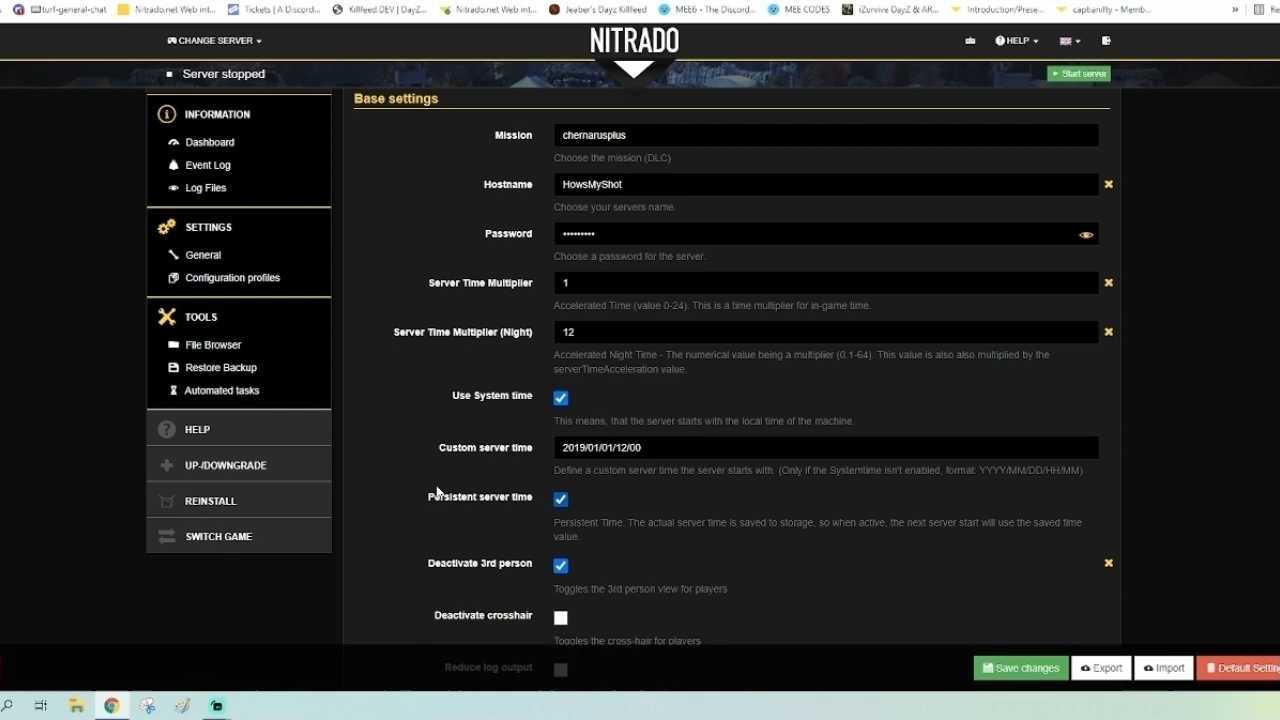 turf-general-chat
Nitrado.net Web int...
Tickets | A Discord...
Killfeed DEV | DayZ...
Nitrado.net Web int...
Jeaber's Dayz Killfeed
MEE6 - The Discord...
MEE CODES
iZurvive DayZ & AR...
Introduction/Prese...
captianifty - Memb...
»
CHANGE SERVER
NITRADO
HELP
Server stopped
Start server
INFORMATION
Dashboard
Event Log
Log Files
SETTINGS
General
Configuration profiles
TOOLS
File Browser
Restore Backup
Automated tasks
HELP
UP-/DOWNGRADE
REINSTALL
SWITCH GAME
Base settings
Mission
chernarusplus
Choose the mission (DLC)
Hostname
HowsMyShot
Choose your servers name.
Password
•••••••••
Choose a password for the server.
Server Time Multiplier
1
Accelerated Time (value 0-24). This is a time multiplier for in-game time.
Server Time Multiplier (Night)
12
Accelerated Night Time - The numerical value being a multiplier (0.1-64). This value is also also multiplied by the
serverTimeAcceleration value.
Use System time
This means, that the server starts with the local time of the machine.
Custom server time
2019/01/01/12/00
Define a custom server time the server starts with. (Only if the Systemtime isn't enabled, format: YYYY/MM/DD/HH/MM)
Persistent server time
Persistent Time. The actual server time is saved to storage, so when active, the next server start will use the saved time
value.
Deactivate 3rd person
Toggles the 3rd person view for players
Deactivate crosshair
Toggles the cross-hair for players
Reduce log output
Save changes
Export
Import
Default Settin